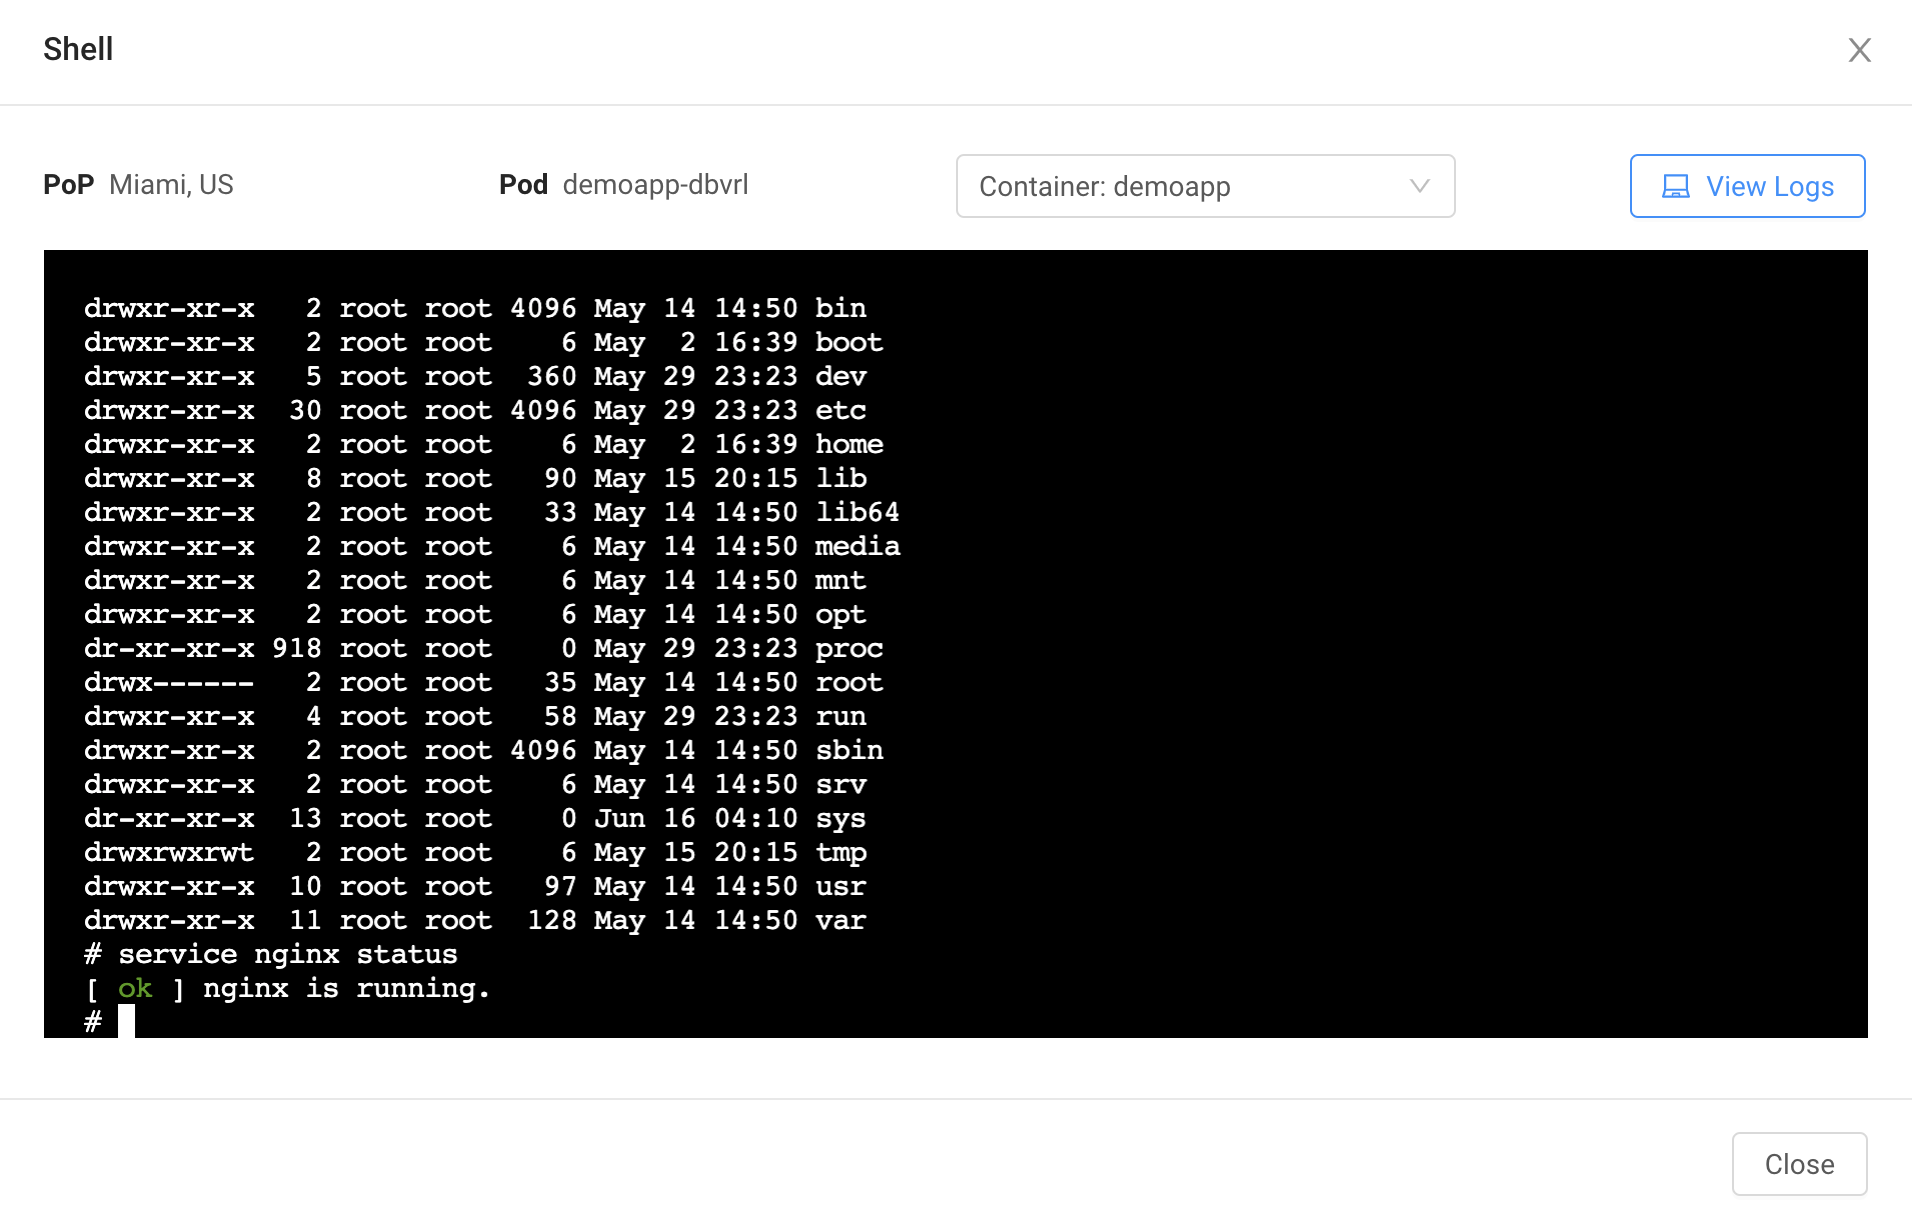 Shell
PoP Miami, US Pod demoapp-dbvrl Container: demoapp View Logs
drwxr-xr-x   2 root root 4096 May 14 14:50 bin
drwxr-xr-x   2 root root    6 May  2 16:39 boot
drwxr-xr-x   5 root root  360 May 29 23:23 dev
drwxr-xr-x  30 root root 4096 May 29 23:23 etc
drwxr-xr-x   2 root root    6 May  2 16:39 home
drwxr-xr-x   8 root root   90 May 15 20:15 lib
drwxr-xr-x   2 root root   33 May 14 14:50 lib64
drwxr-xr-x   2 root root    6 May 14 14:50 media
drwxr-xr-x   2 root root    6 May 14 14:50 mnt
drwxr-xr-x   2 root root    6 May 14 14:50 opt
dr-xr-xr-x 918 root root    0 May 29 23:23 proc
drwx------   2 root root   35 May 14 14:50 root
drwxr-xr-x   4 root root   58 May 29 23:23 run
drwxr-xr-x   2 root root 4096 May 14 14:50 sbin
drwxr-xr-x   2 root root    6 May 14 14:50 srv
dr-xr-xr-x  13 root root    0 Jun 16 04:10 sys
drwxrwxrwt   2 root root    6 May 15 20:15 tmp
drwxr-xr-x  10 root root   97 May 14 14:50 usr
drwxr-xr-x  11 root root  128 May 14 14:50 var
# service nginx status
[ ok ] nginx is running.
#
Close